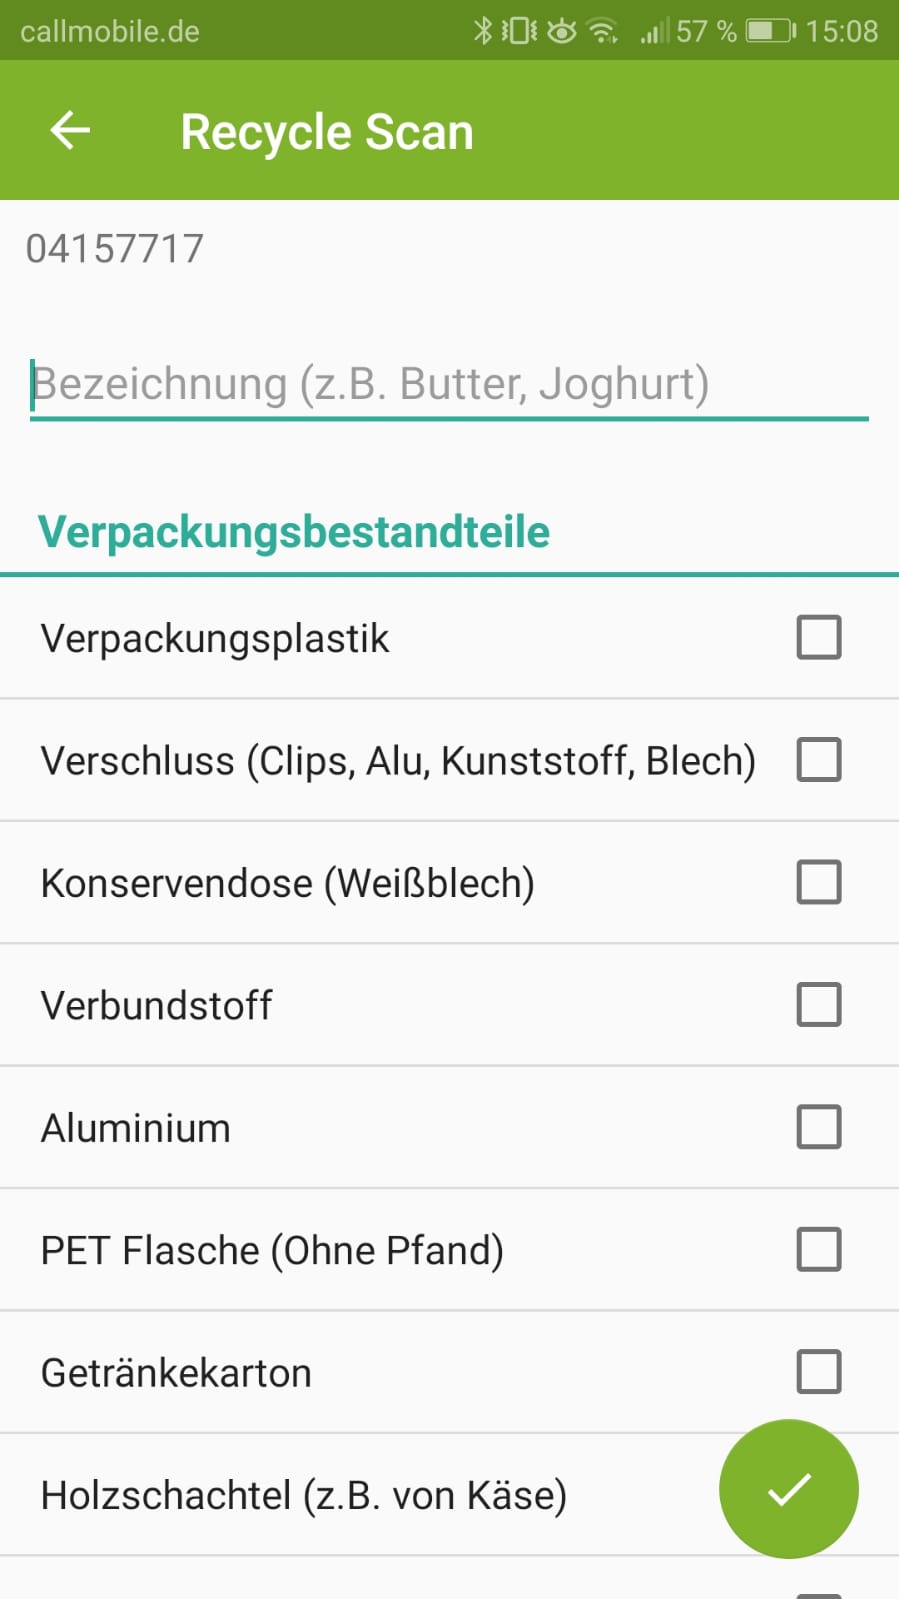 callmobile.de 57 % 15:08
Recycle Scan
04157717
Bezeichnung (z.B. Butter, Joghurt)
Verpackungsbestandteile
Verpackungsplastik
Verschluss (Clips, Alu, Kunststoff, Blech)
Konservendose (Weißblech)
Verbundstoff
Aluminium
PET Flasche (Ohne Pfand)
Getränkekarton
Holzschachtel (z.B. von Käse)